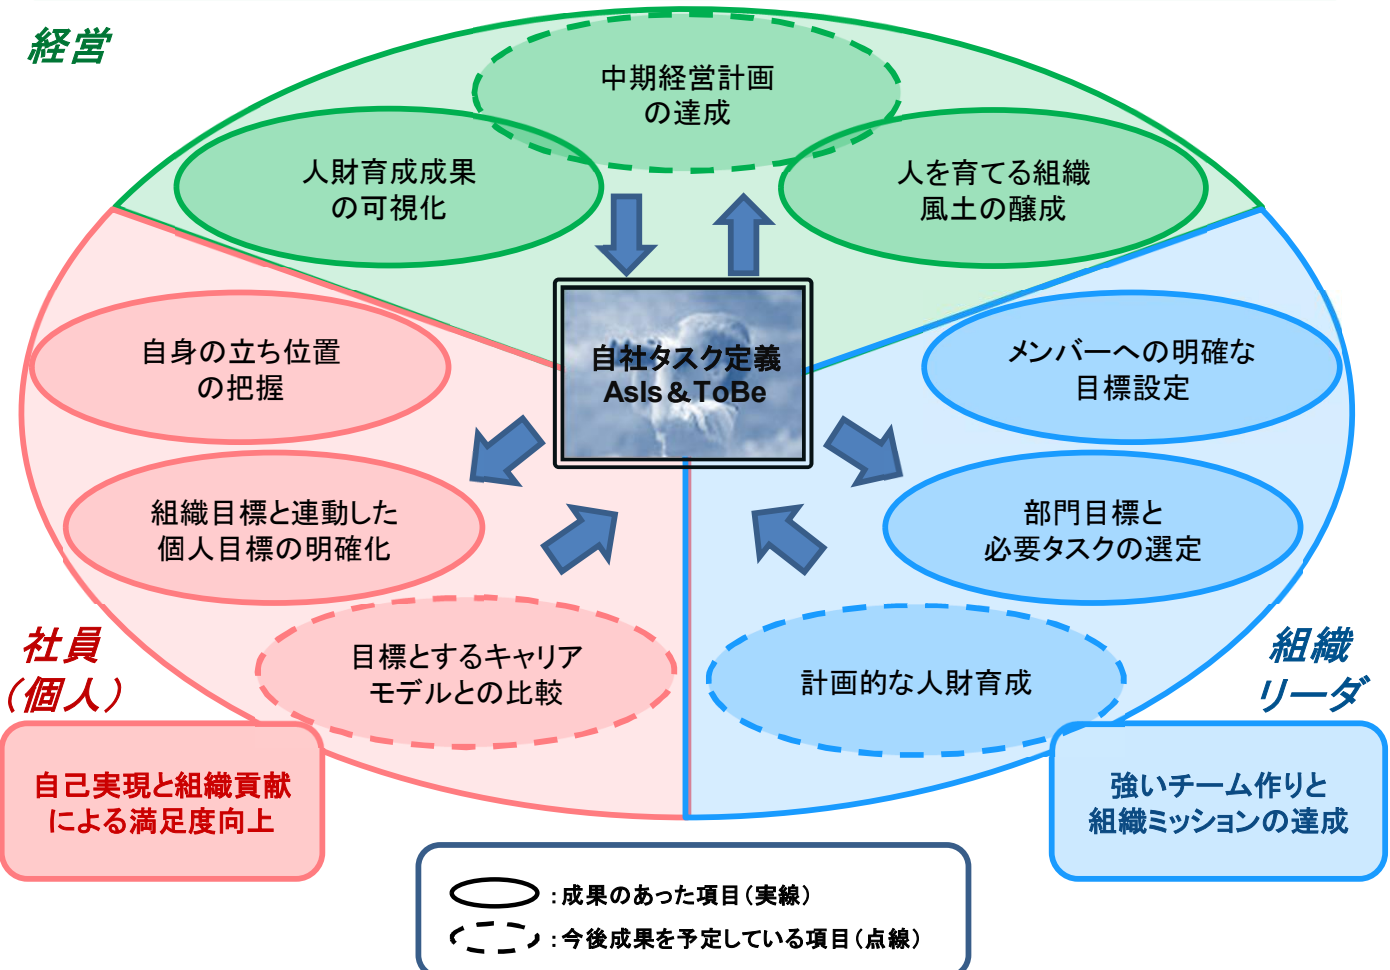 経営
中期経営計画
の達成
人財育成成果
の可視化
人を育てる組織
風土の醸成
自社タスク定義
AsIs＆ToBe
自身の立ち位置
の把握
組織目標と連動した
個人目標の明確化
目標とするキャリア
モデルとの比較
メンバーへの明確な
目標設定
部門目標と
必要タスクの選定
計画的な人財育成
社員
（個人）
自己実現と組織貢献
による満足度向上
組織
リーダ
強いチーム作りと
組織ミッションの達成
：成果のあった項目（実線）
：今後成果を予定している項目（点線）